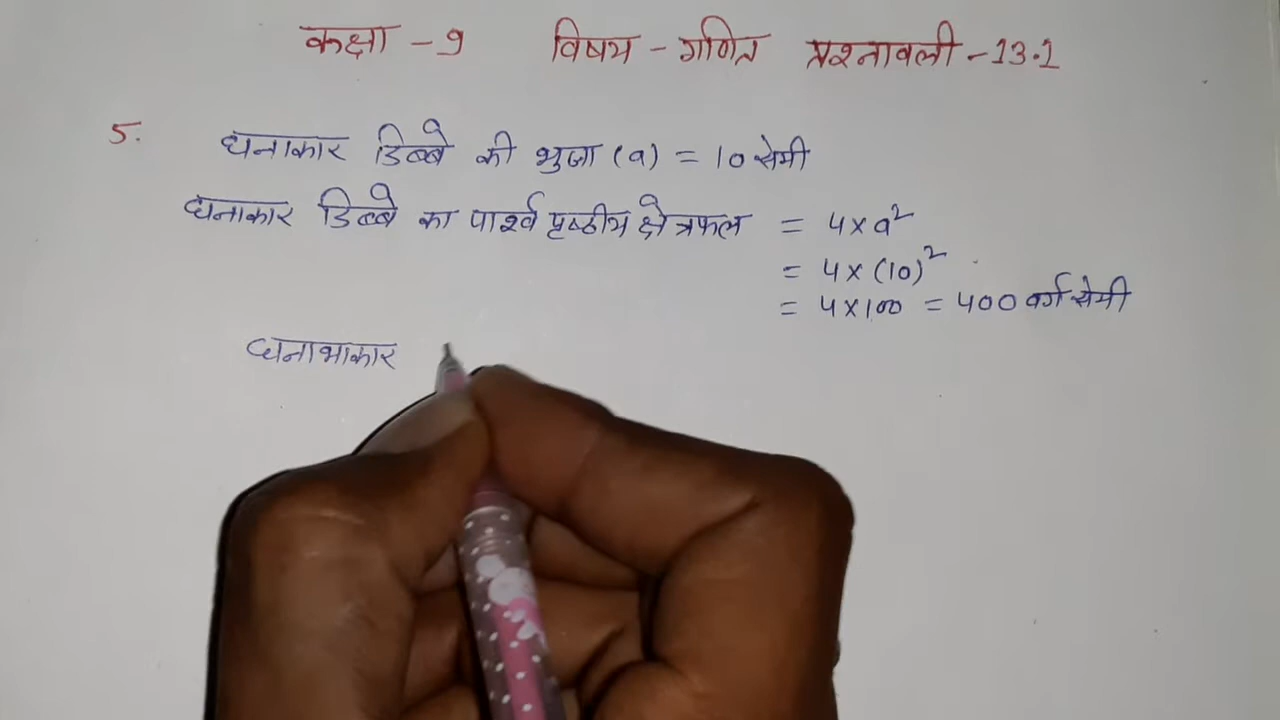 कक्षा - 9 विषय - गणित प्रश्नावली - 13.1
5. घनाकार डिब्बे की भुजा (a) = 10 सेमी
घनाकार डिब्बे का पार्श्व पृष्ठीय क्षेत्रफल = 4 × a²
= 4 × (10)²
= 4 × 100 = 400 वर्ग सेमी
घनाभाकार